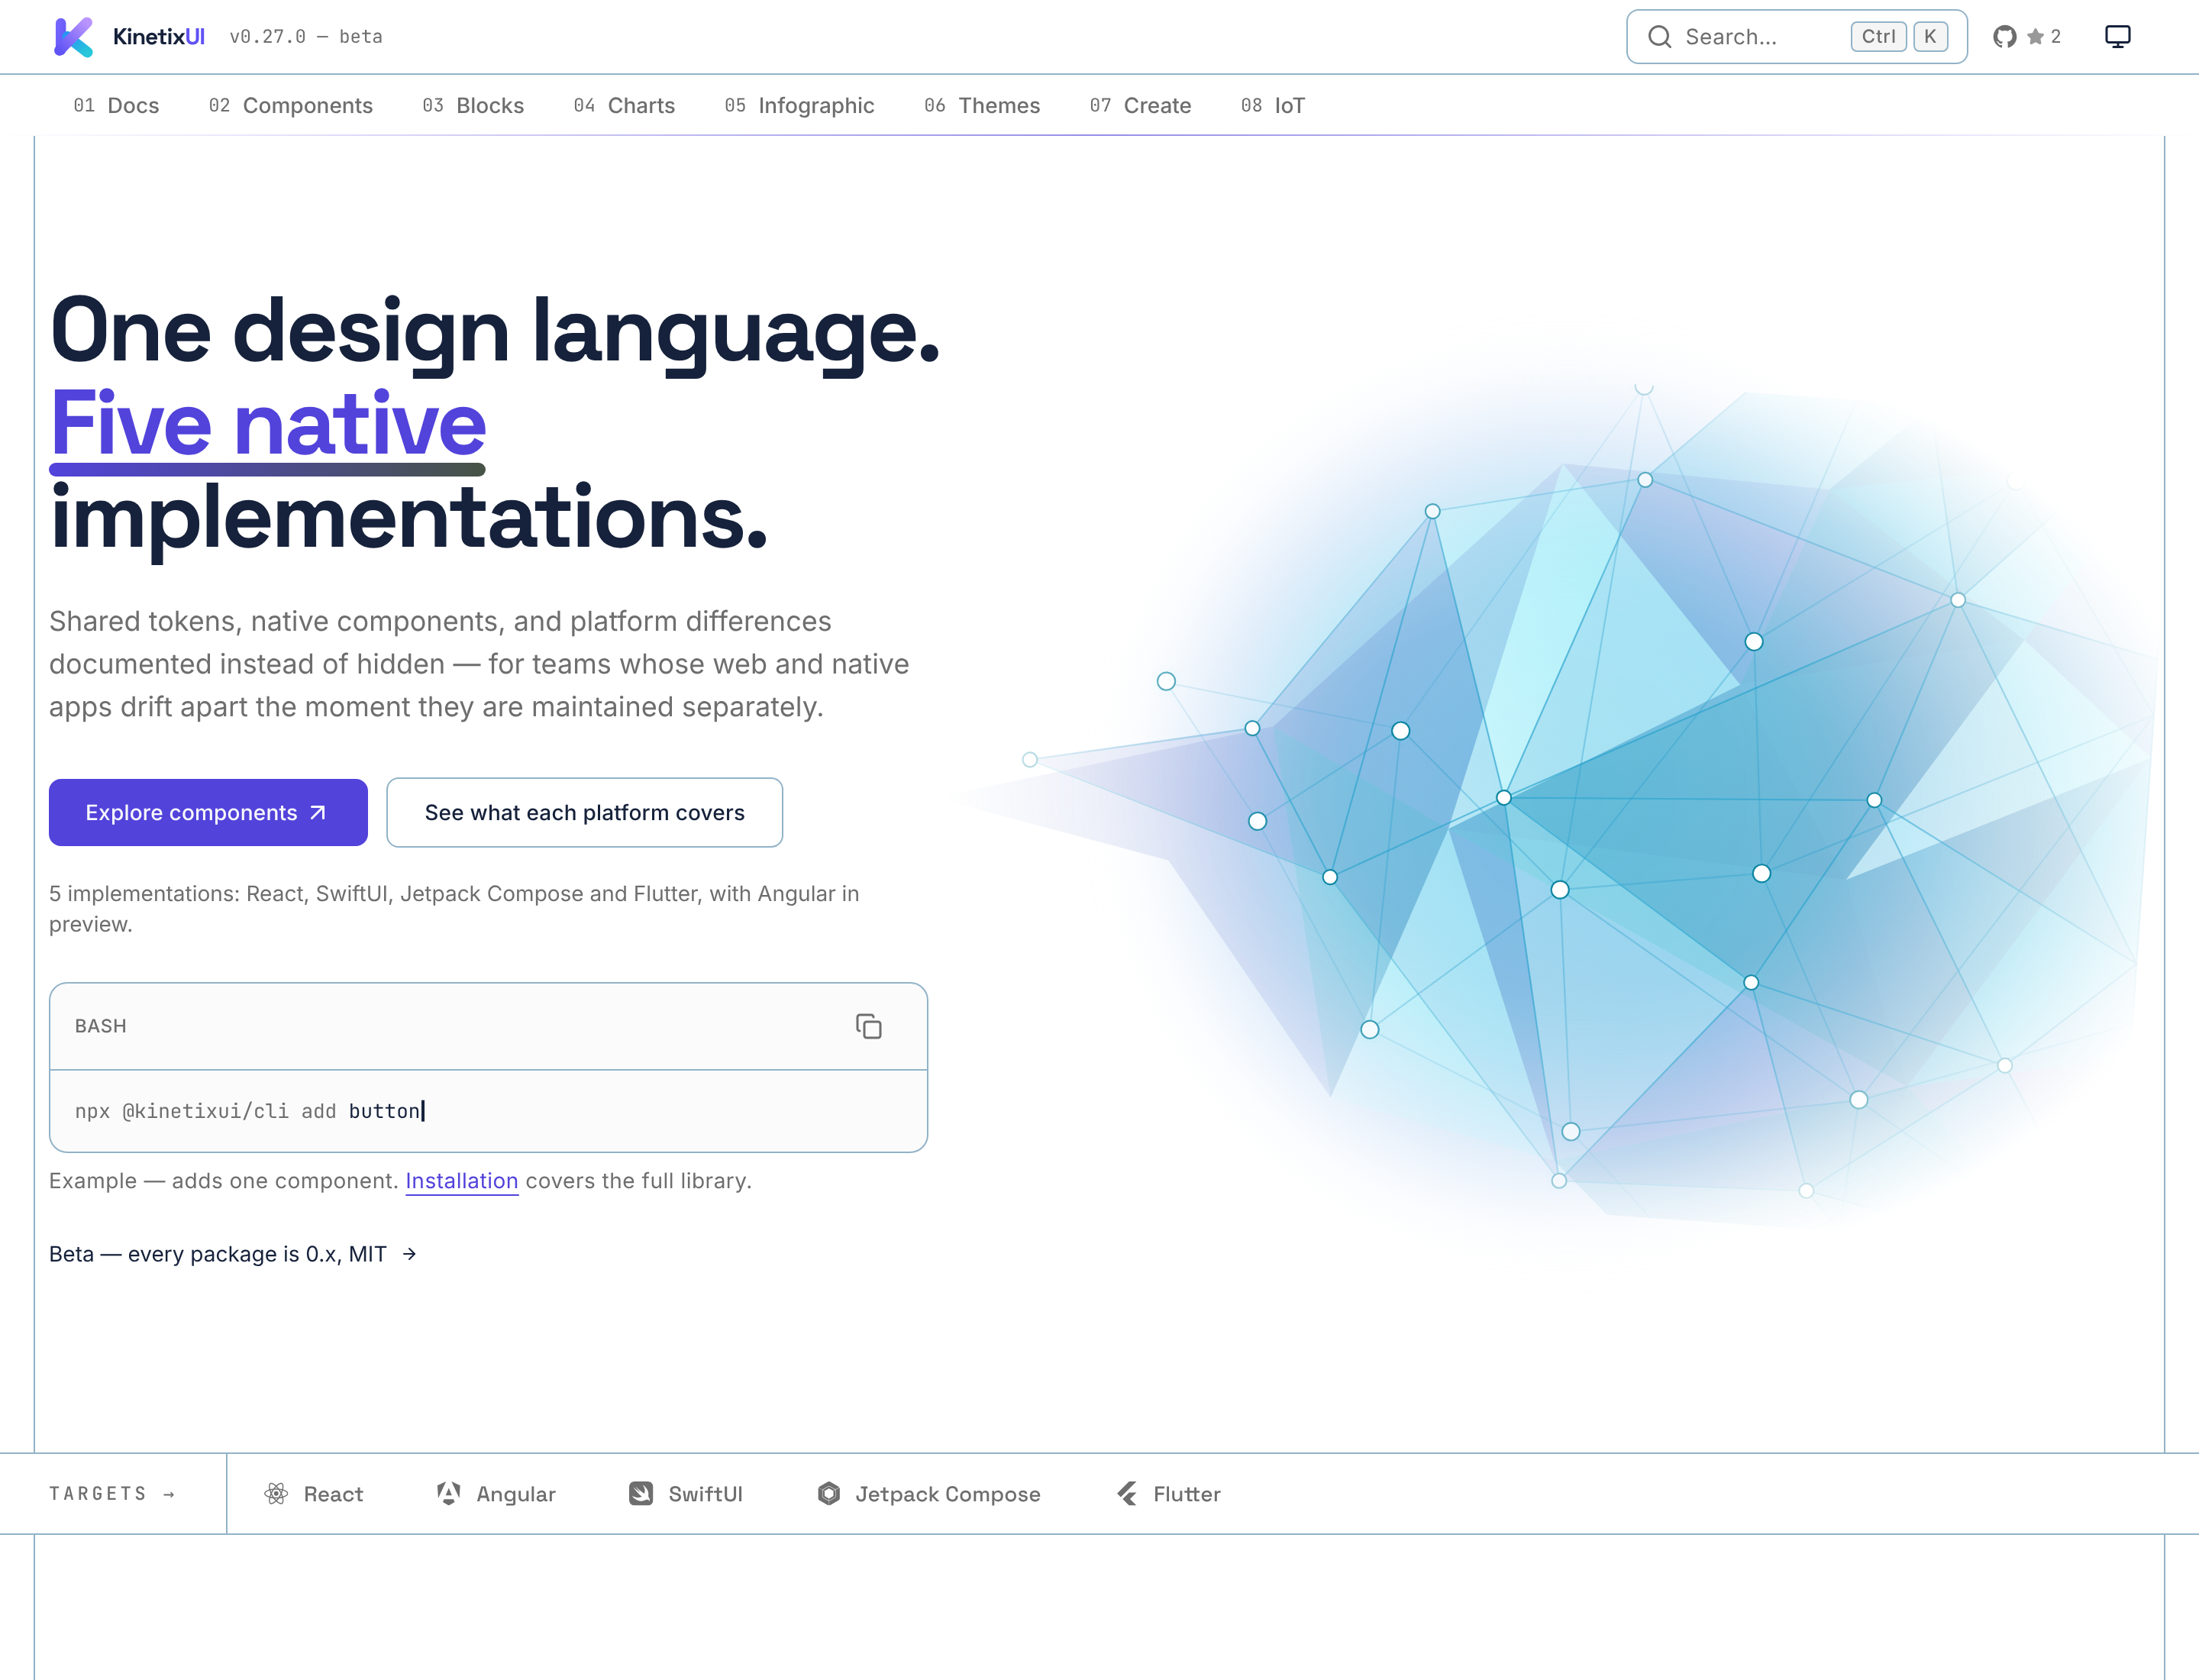 KinetixUI v0.27.0 — beta
Search... Ctrl K 2
01 Docs 02 Components 03 Blocks 04 Charts 05 Infographic 06 Themes 07 Create 08 IoT
One design language.
Five native
implementations.
Shared tokens, native components, and platform differences
documented instead of hidden — for teams whose web and native
apps drift apart the moment they are maintained separately.
Explore components ↗ See what each platform covers
5 implementations: React, SwiftUI, Jetpack Compose and Flutter, with Angular in
preview.
BASH
npx @kinetixui/cli add button
Example — adds one component. Installation covers the full library.
Beta — every package is 0.x, MIT →
TARGETS → React Angular SwiftUI Jetpack Compose Flutter